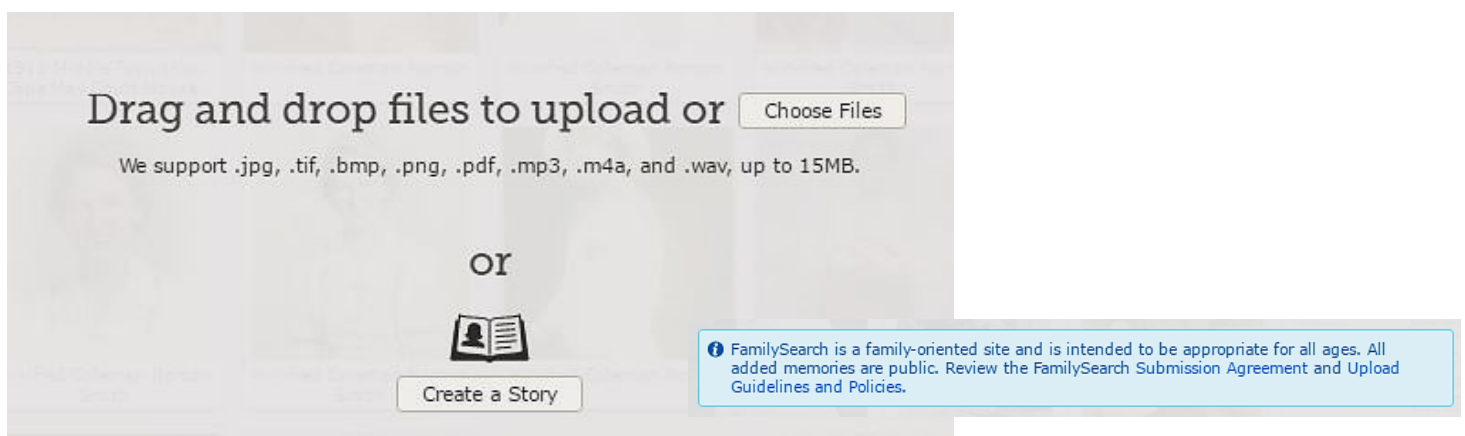 Drag and drop files to upload or Choose Files
We support .jpg, .tif, .bmp, .png, .pdf, .mp3, .m4a, and .wav, up to 15MB.
or
Create a Story
FamilySearch is a family-oriented site and is intended to be appropriate for all ages. All
added memories are public. Review the FamilySearch Submission Agreement and Upload
Guidelines and Policies.